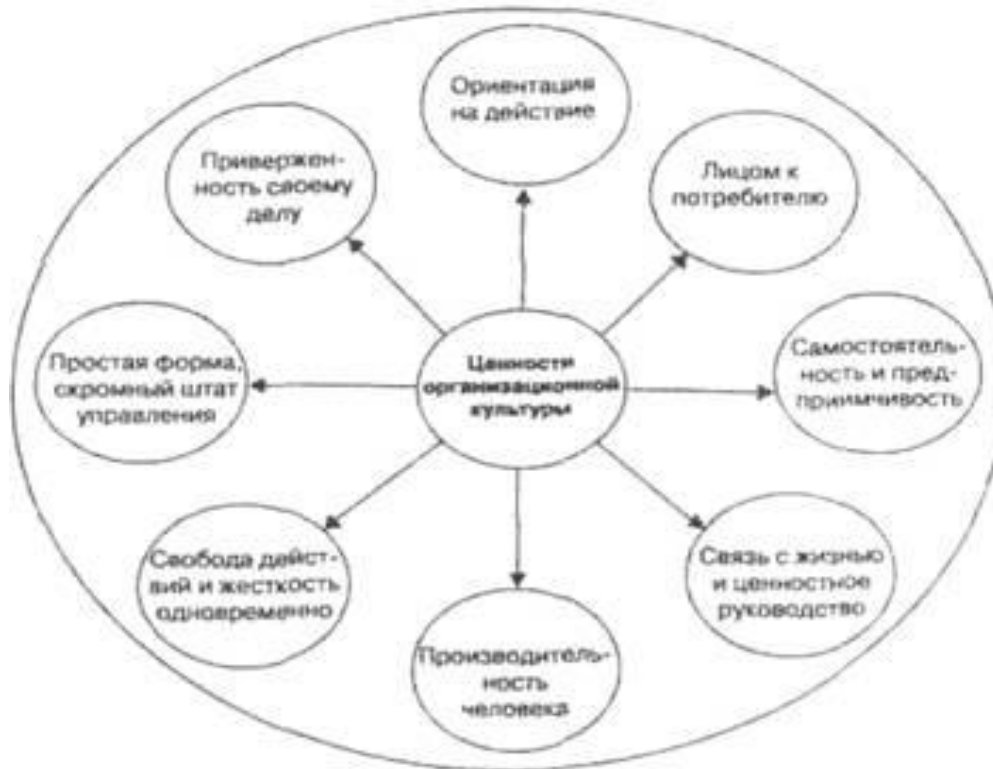 Ориентация
на действие
Привержен-
ность своему
делу
Лицом к
потребителю
Простая форма,
скромный штат
управления
Ценности
организационной
культуры
Самостоятель-
ность и пред-
приимчивость
Свобода дейст-
вий и жесткость
одновременно
Связь с жизнью
и ценностное
руководство
Производитель-
ность
человека